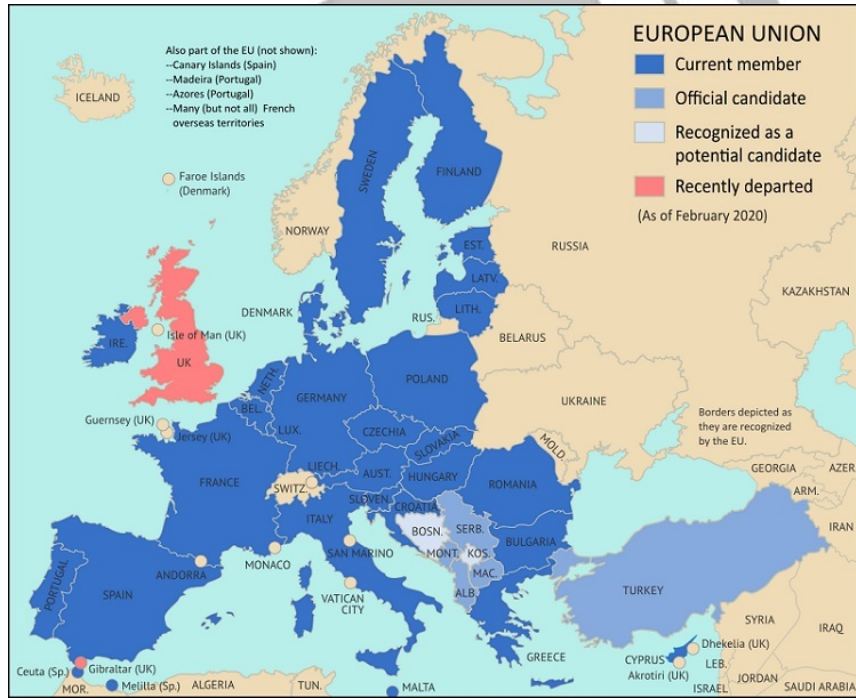 Also part of the EU (not shown):
--Canary Islands (Spain)
--Madeira (Portugal)
--Azores (Portugal)
--Many (but not all) French
overseas territories
EUROPEAN UNION
Current member
Official candidate
Recognized as a
potential candidate
Recently departed
(As of February 2020)
ICELAND
Faroe Islands
(Denmark)
SWEDEN
FINLAND
NORWAY
RUSSIA
EST.
LATV.
LITH.
RUS.
DENMARK
KAZAKHSTAN
BELARUS
Isle of Man (UK)
IRE.
UK
NETH.
BEL.
GERMANY
POLAND
UKRAINE
Borders depicted as
they are recognized
by the EU.
Guernsey (UK)
Jersey (UK)
LUX.
CZECHIA
SLOVAKIA
MOLD.
LIECH.
AUST.
HUNGARY
FRANCE
SWITZ.
SLOVEN.
CROATIA
ROMANIA
GEORGIA
AZER.
ARM.
ITALY
BOSN.
SERB.
SAN MARINO
MONT.
KOS.
BULGARIA
IRAN
MONACO
ANDORRA
MAC.
ALB.
PORTUGAL
SPAIN
VATICAN
CITY
TURKEY
SYRIA
IRAQ
Dhekelia (UK)
CYPRUS
Akrotiri (UK)
LEB.
GREECE
Ceuta (Sp.)
Gibraltar (UK)
MOR.
Melilla (Sp.)
ALGERIA
TUN.
MALTA
ISRAEL
JORDAN
SAUDI ARABIA